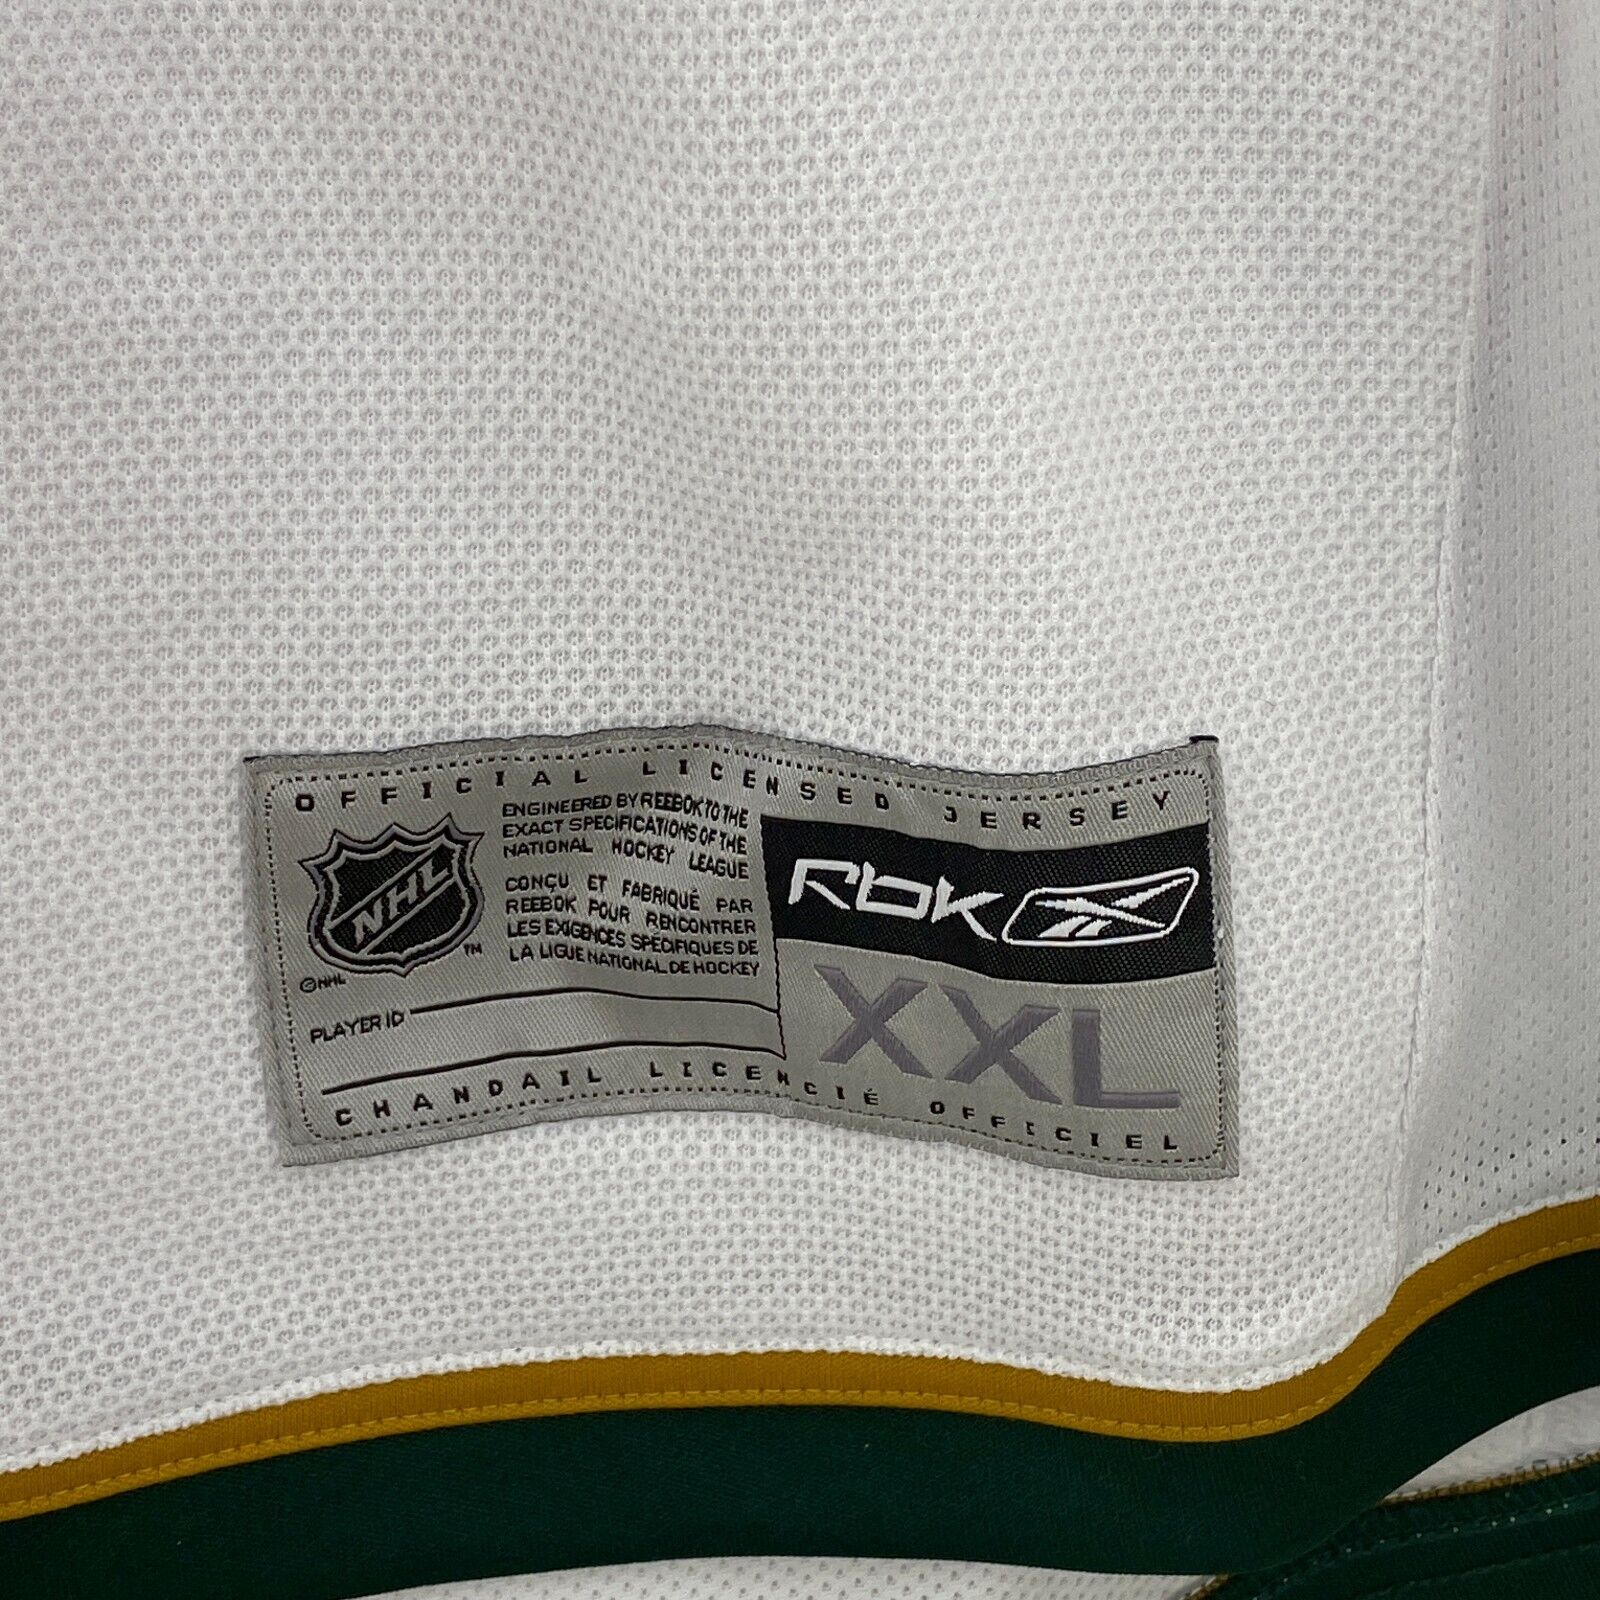 OFFICIAL LICENSED JERSEY
NHL
TM
©NHL
ENGINEERED BY REEBOK TO THE
EXACT SPECIFICATIONS OF THE
NATIONAL HOCKEY LEAGUE
CONÇU ET FABRIQUÉ PAR
REEBOK POUR RENCONTRER
LES EXIGENCES SPÉCIFIQUES DE
LA LIGUE NATIONAL DE HOCKEY
PLAYER ID
Rbk
XXL
CHANDAIL LICENCIÉ OFFICIEL